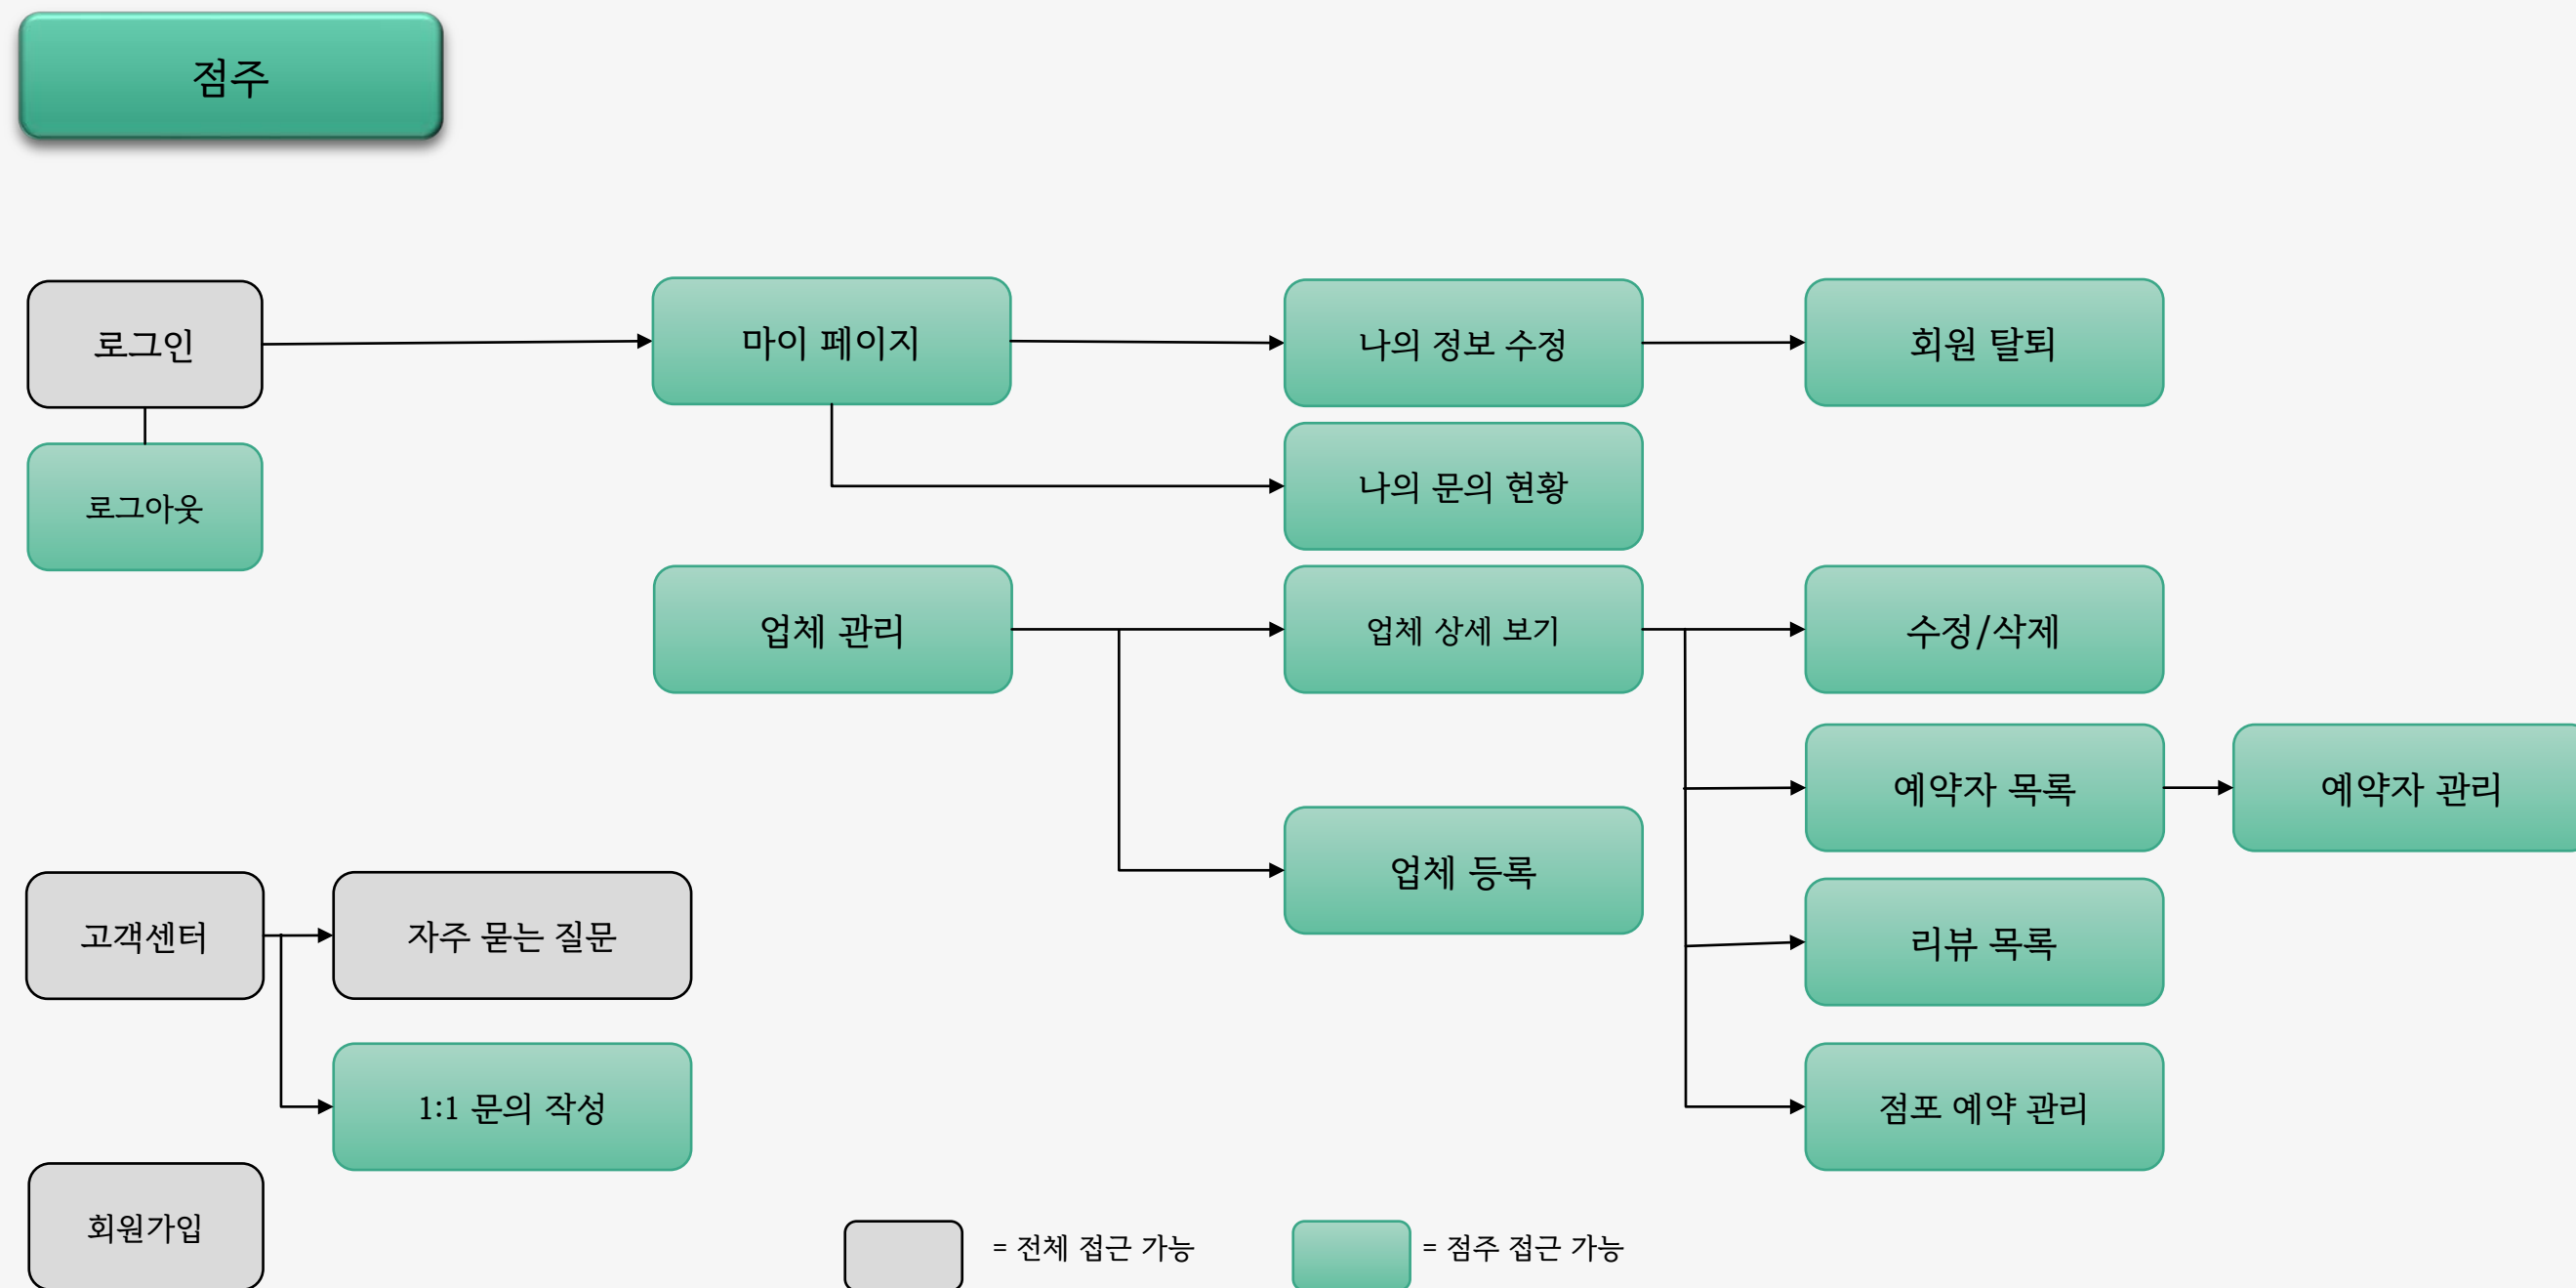 점주
로그인
마이 페이지
나의 정보 수정
회원 탈퇴
로그아웃
나의 문의 현황
업체 관리
업체 상세 보기
수정/삭제
예약자 목록
예약자 관리
업체 등록
고객센터
자주 묻는 질문
리뷰 목록
1:1 문의 작성
점포 예약 관리
회원가입
= 전체 접근 가능
= 점주 접근 가능